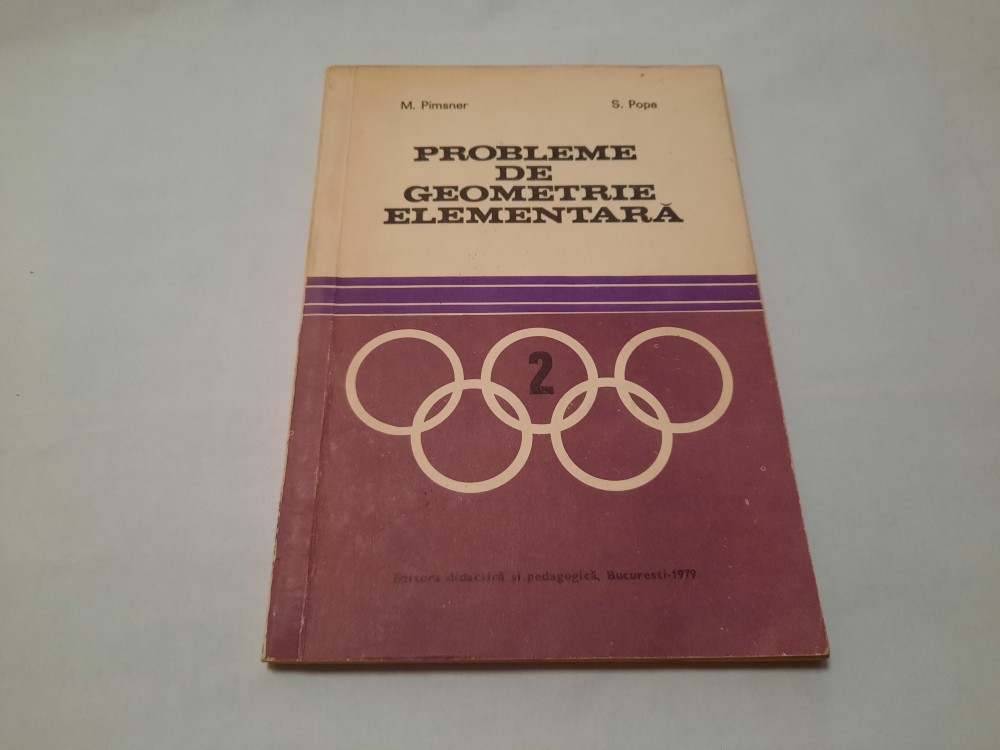 M. Pimsner S. Popa
PROBLEME
DE
GEOMETRIE
ELEMENTARĂ
2
Editura didactică și pedagogică, București-1979